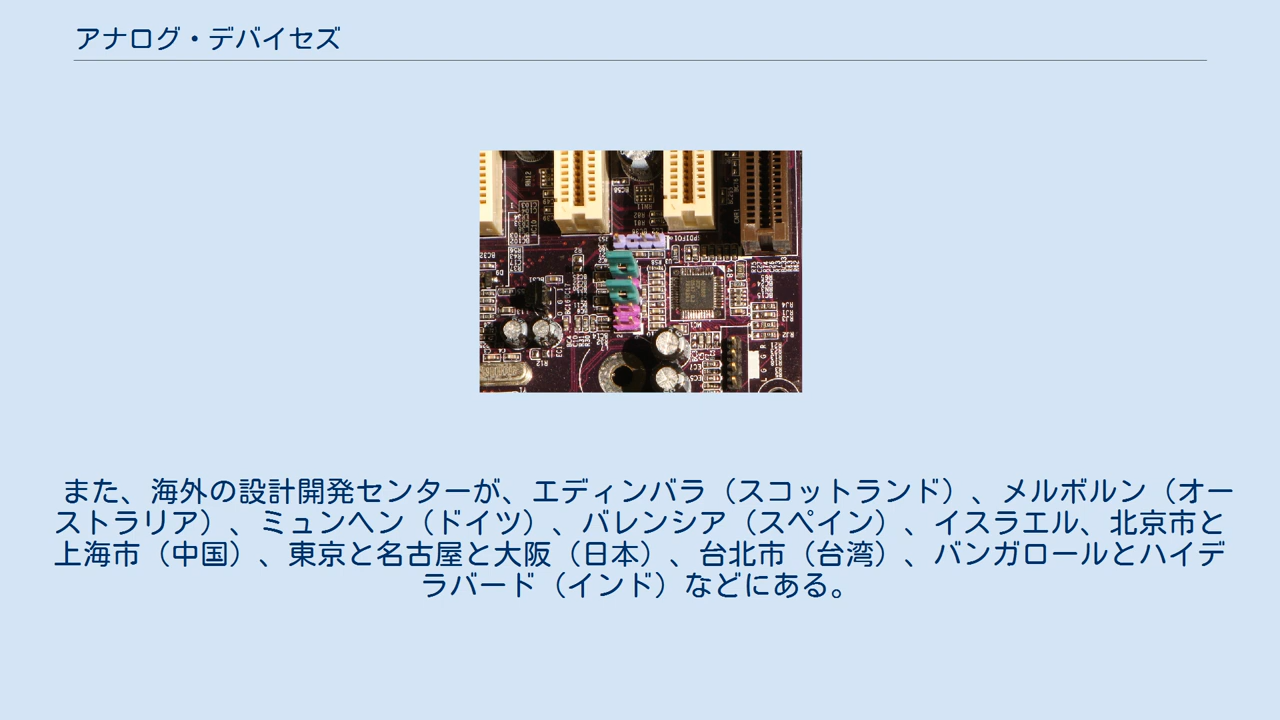 アナログ・デバイセズ
また、海外の設計開発センターが、エディンバラ（スコットランド）、メルボルン（オー
ストラリア）、ミュンヘン（ドイツ）、バレンシア（スペイン）、イスラエル、北京市と
上海市（中国）、東京と名古屋と大阪（日本）、台北市（台湾）、バンガロールとハイデ
ラバード（インド）などにある。